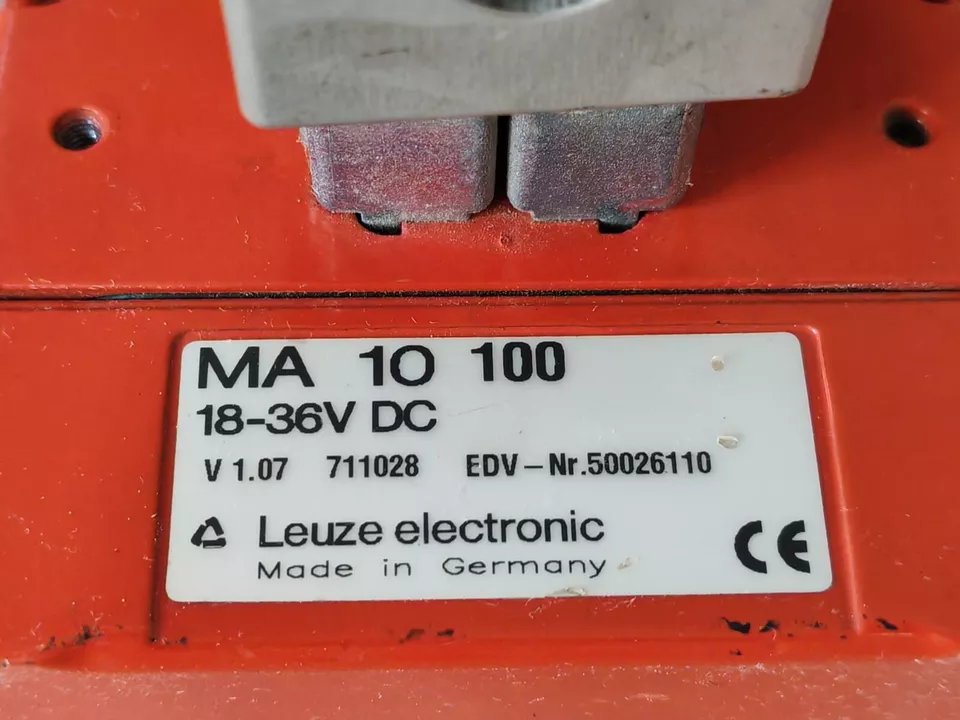 MA 10 100
18-36V DC
V 1.07 711028 EDV-Nr.50026110
Leuze electronic
Made in Germany
CE